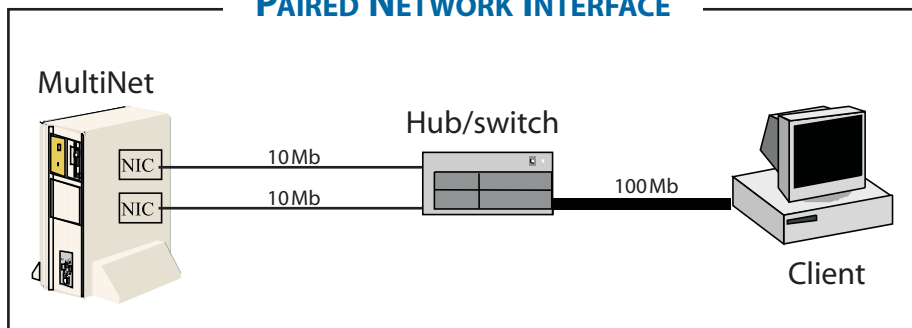 PAIRED NETWORK INTERFACE
MultiNet
Hub/switch
NIC
10Mb
100Mb
NIC
10Mb
Client